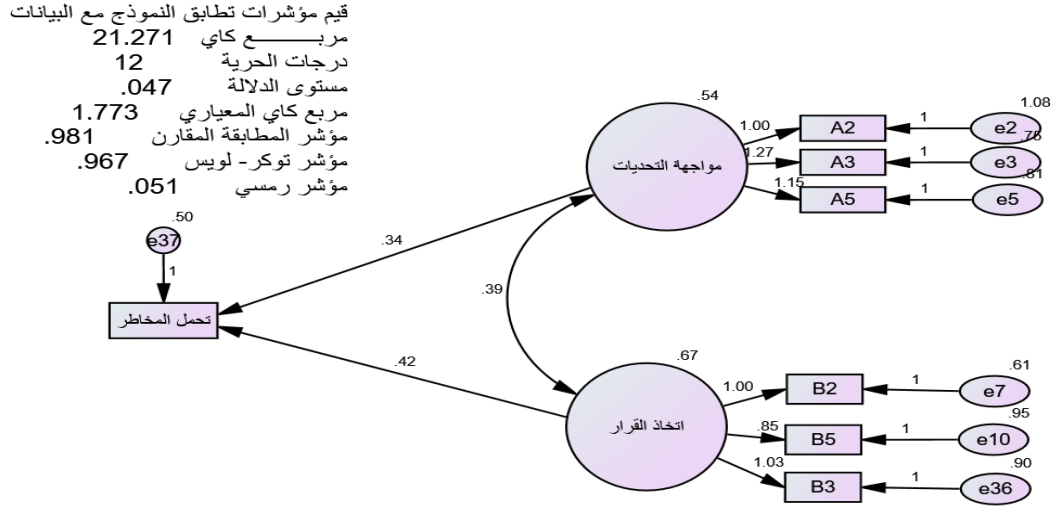 قيم مؤشرات تطابق النموذج مع البيانات
مربـــــــــع كاي 21.271
درجات الحرية 12
مستوى الدلالة .047
مربع كاي المعياري 1.773
مؤشر المطابقة المقارن .981
مؤشر توكر- لويس .967
مؤشر رمسي .051
.50
e37
1
تحمل المخاطر
.34
.42
.39
.54
مواجهة التحديات
1.00
A2
1
e2
1.08
1.27
A3
1
e3
.75
1.15
A5
1
e5
.81
.67
اتخاذ القرار
1.00
B2
1
e7
.61
.85
B5
1
e10
.95
1.03
B3
1
e36
.90